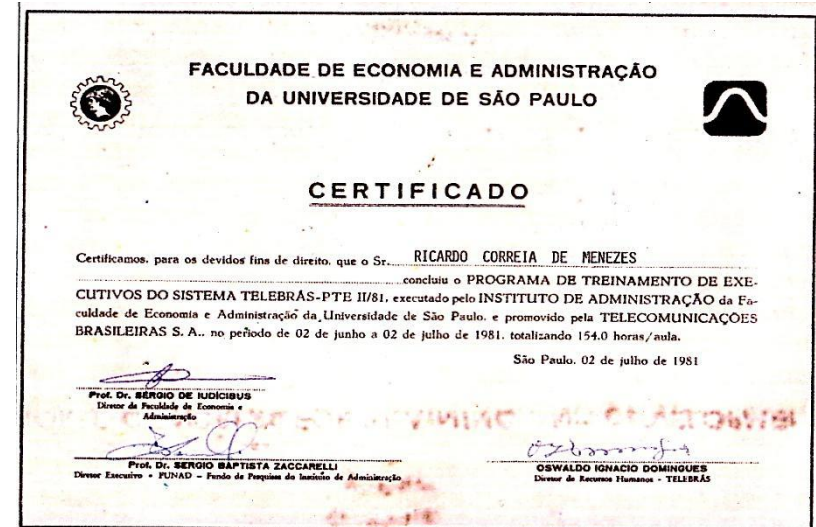 FACULDADE DE ECONOMIA E ADMINISTRAÇÃO
DA UNIVERSIDADE DE SÃO PAULO
CERTIFICADO
Certificamos, para os devidos fins de direito, que o Sr. RICARDO CORREIA DE MENEZES
concluiu o PROGRAMA DE TREINAMENTO DE EXE-
CUTIVOS DO SISTEMA TELEBRÁS-PTE II/81, executado pelo INSTITUTO DE ADMINISTRAÇÃO da Fa-
culdade de Economia e Administração da Universidade de São Paulo, e promovido pela TELECOMUNICAÇÕES
BRASILEIRAS S. A., no período de 02 de junho a 02 de julho de 1981, totalizando 154.0 horas/aula.
São Paulo, 02 de julho de 1981
Prof. Dr. SÉRGIO DE IUDÍCIBUS
Diretor da Faculdade de Economia e
Administração
Prof. Dr. SERGIO BAPTISTA ZACCARELLI
Diretor Executivo - FUNAD - Fundo de Pesquisa do Instituto de Administração
OSWALDO IGNACIO DOMINGUES
Diretor de Recursos Humanos - TELEBRÁS